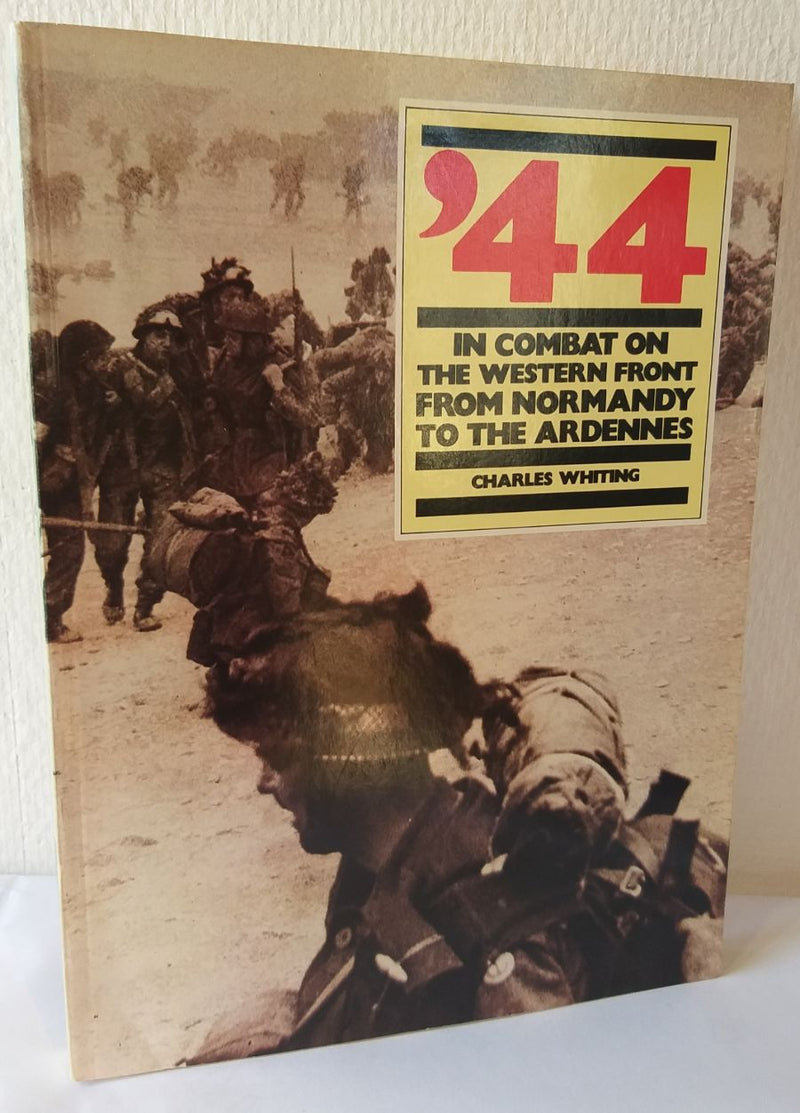 ’44
IN COMBAT ON
THE WESTERN FRONT
FROM NORMANDY
TO THE ARDENNES
CHARLES WHITING